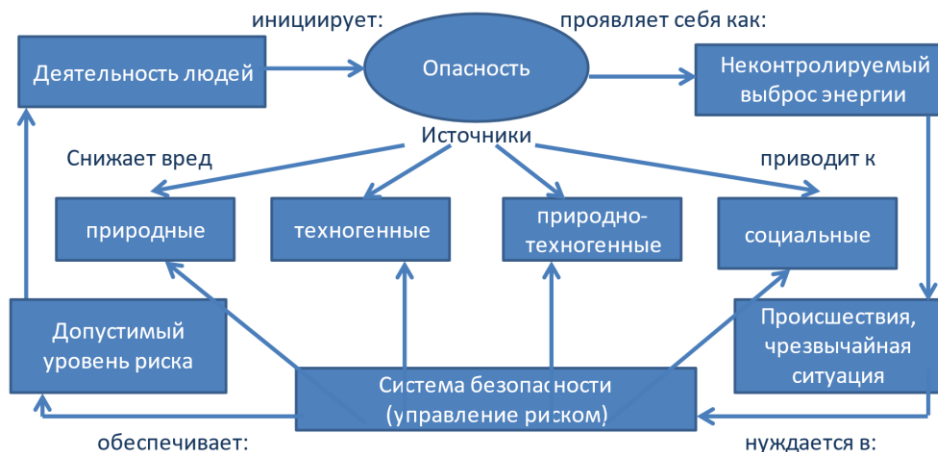 инициирует:
проявляет себя как:
Деятельность людей
Опасность
Неконтролируемый
выброс энергии
Источники
Снижает вред
приводит к
природные
техногенные
природно-
техногенные
социальные
Допустимый
уровень риска
Происшествия,
чрезвычайная
ситуация
Система безопасности
(управление риском)
обеспечивает:
нуждается в: